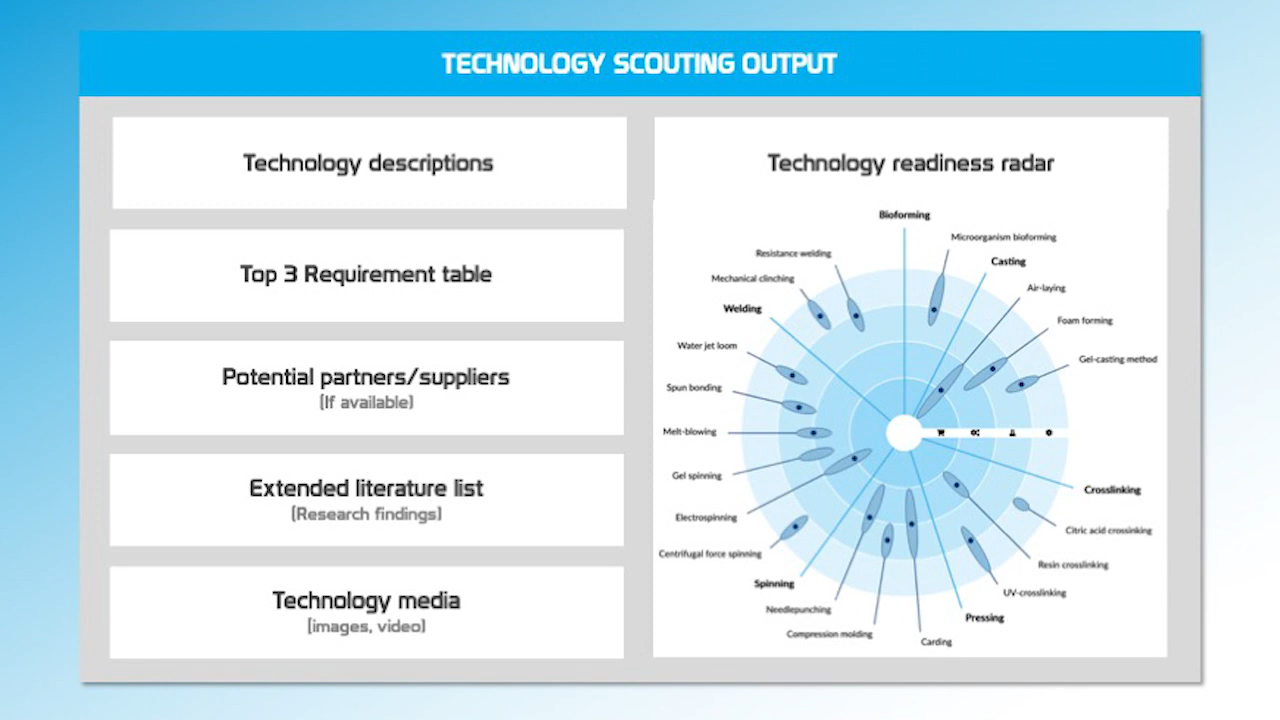 TECHNOLOGY SCOUTING OUTPUT
Technology descriptions
Top 3 Requirement table
Potential partners/suppliers
(If available)
Extended literature list
(Research findings)
Technology media
(images, video)
Technology readiness radar
Bioforming
Microorganism bioforming
Resistance welding
Casting
Mechanical clinching
Air-laying
Welding
Foam forming
Water jet loom
Gel-casting method
Spun bonding
Melt-blowing
Gel spinning
Crosslinking
Electrospinning
Citric acid crossinking
Centrifugal force spinning
Resin crosslinking
Spinning
UV-crosslinking
Needlepunching
Pressing
Compression molding
Carding